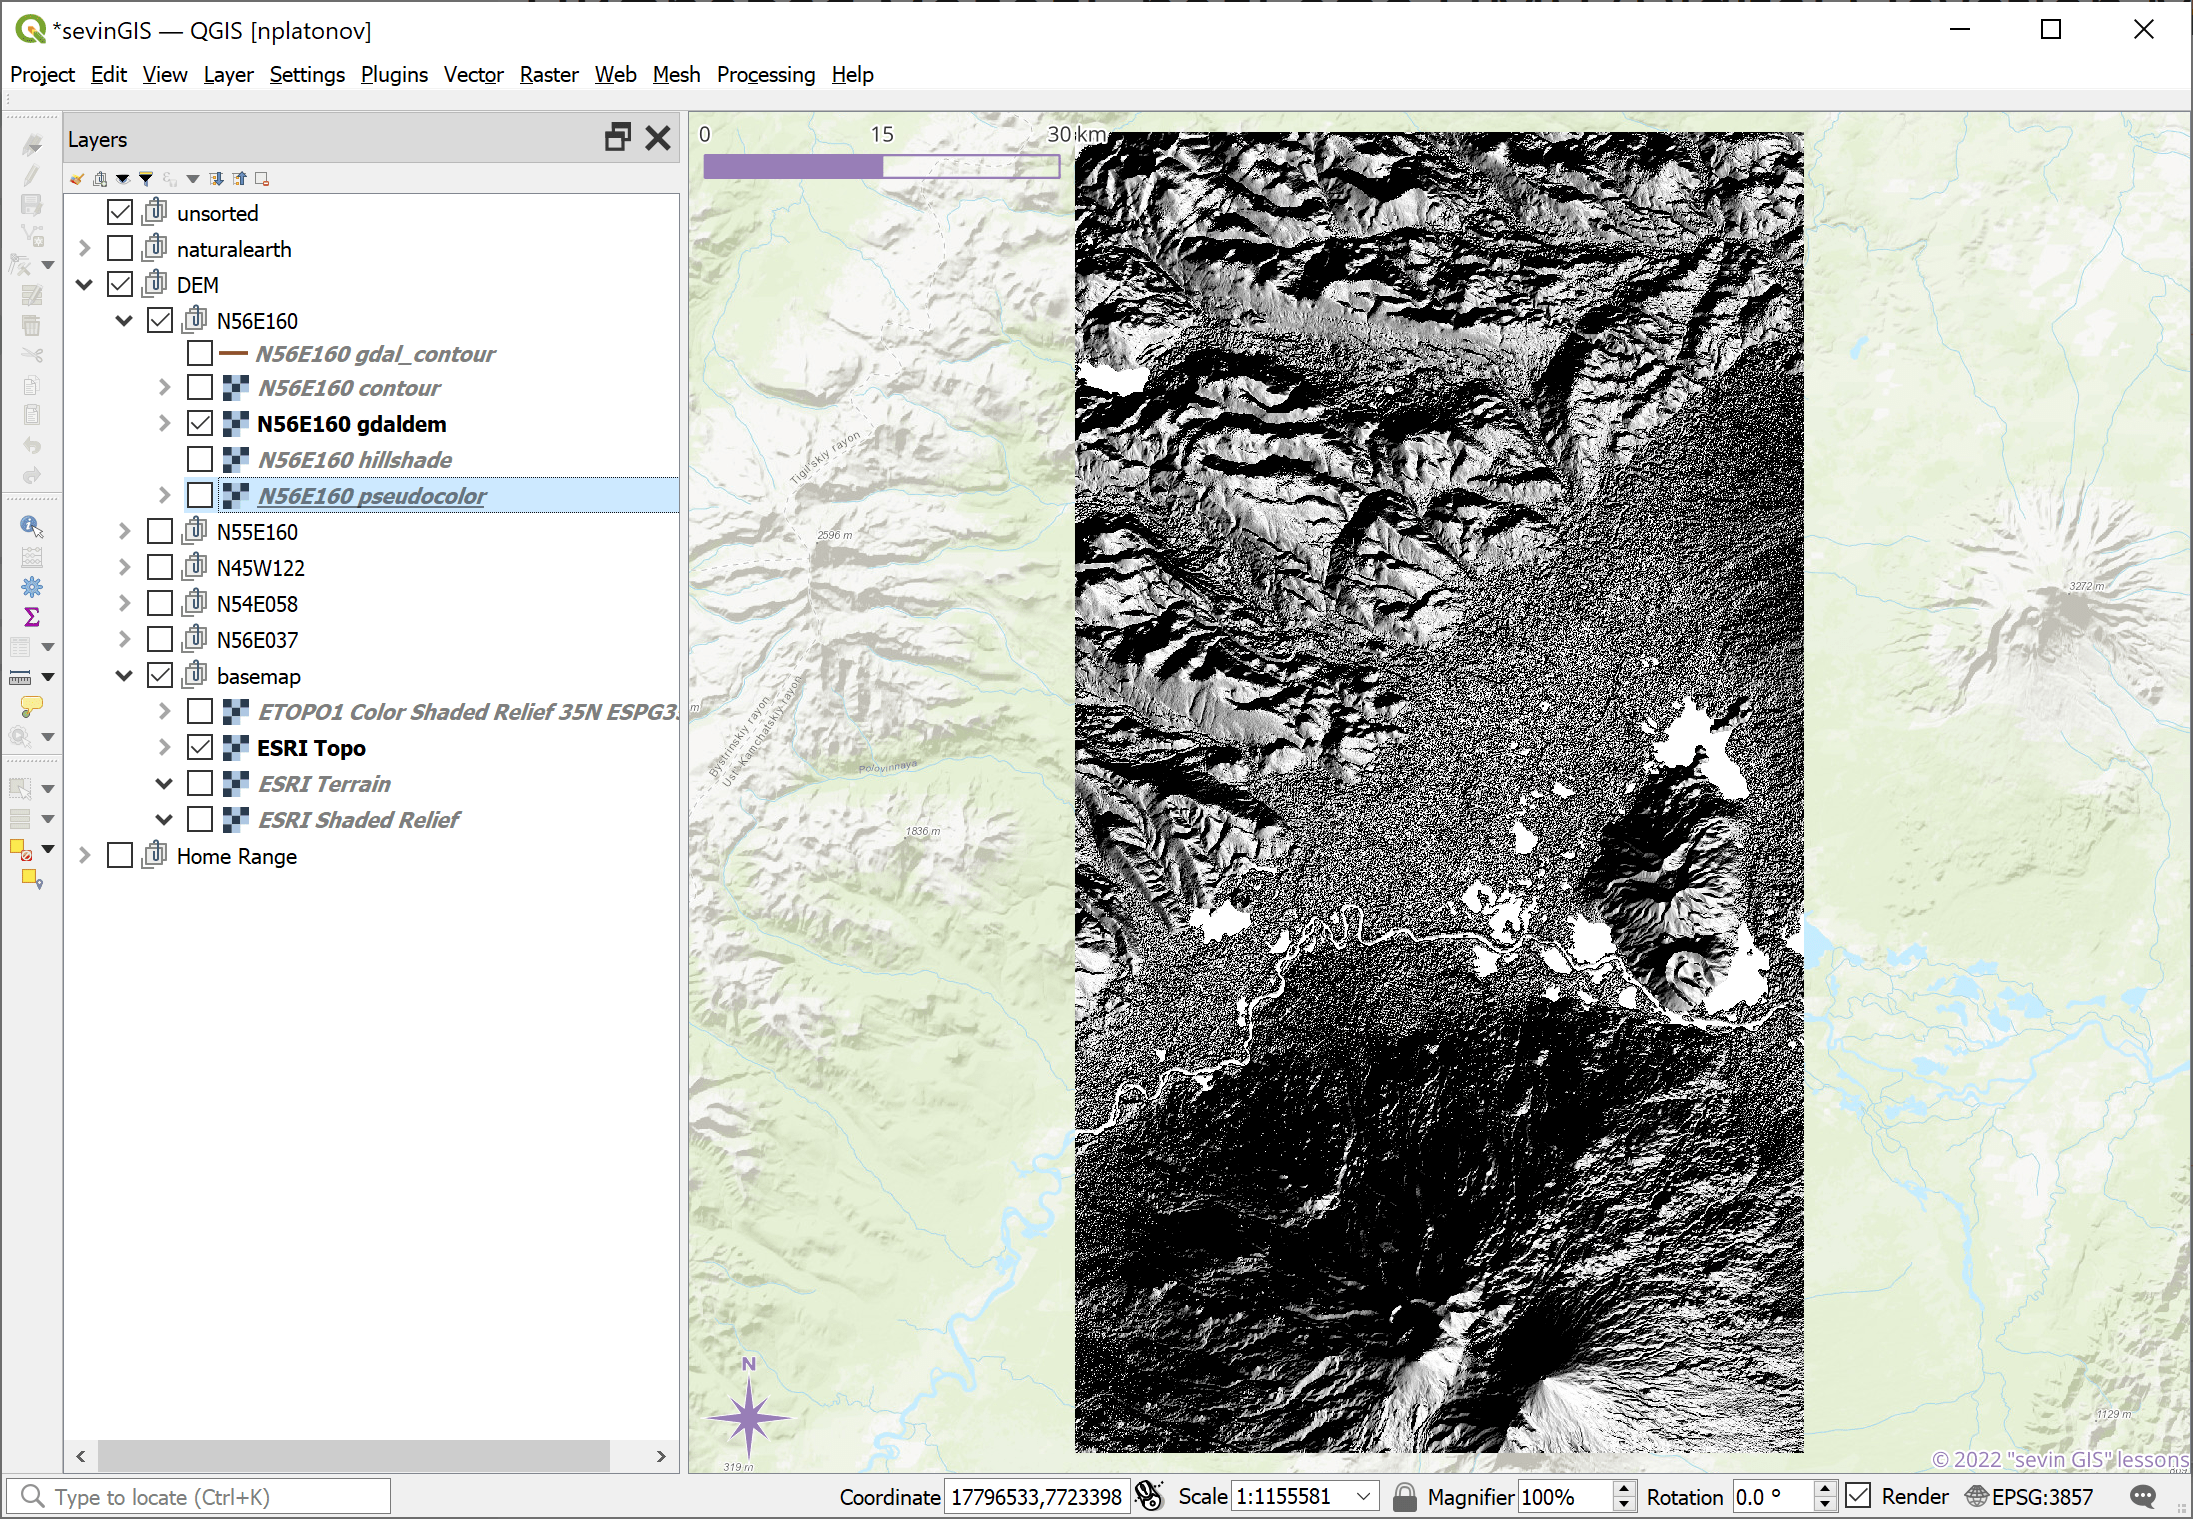 *sevinGIS — QGIS [nplatonov]
Project Edit View Layer Settings Plugins Vector Raster Web Mesh Processing Help
Layers
unsorted
naturalearth
DEM
N56E160
N56E160 gdal_contour
N56E160 contour
N56E160 gdaldem
N56E160 hillshade
N56E160 pseudocolor
N55E160
N45W122
N54E058
N56E037
basemap
ETOPO1 Color Shaded Relief 35N ESPG3
ESRI Topo
ESRI Terrain
ESRI Shaded Relief
Home Range
0 15 30 km
Tigil'skiy rayon
2596 m
3272 m
m
Bystrinskiy rayon
Ust'-Kamchatskiy rayon
Polovinnaya
1836 m
N
319 m
1129 m
© 2022 "sevin GIS" lessons
Type to locate (Ctrl+K)
Coordinate 17796533,7723398 Scale 1:1155581 Magnifier 100% Rotation 0.0 ° Render EPSG:3857